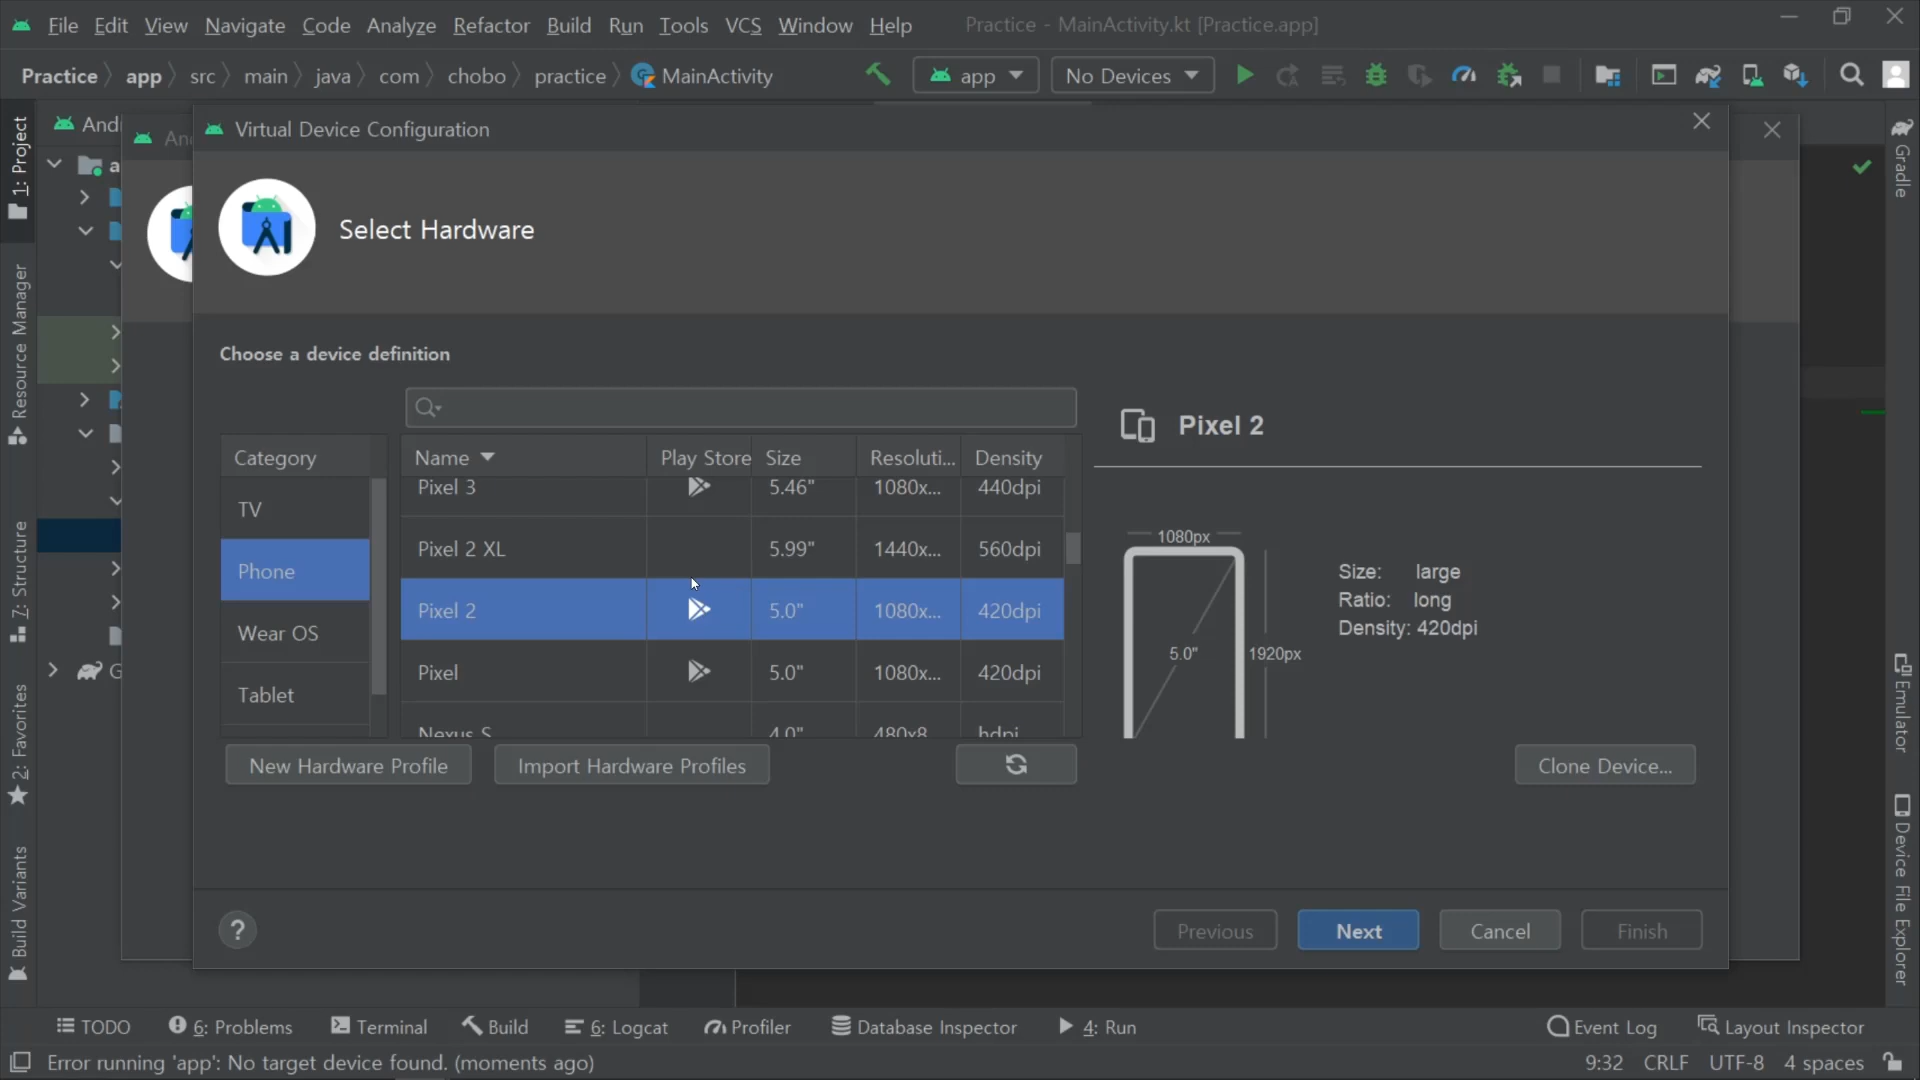 File Edit View Navigate Code Analyze Refactor Build Run Tools VCS Window Help Practice - MainActivity.kt [Practice.app]
Practice app src main java com chobo practice MainActivity app No Devices
1: Project
Resource Manager
7: Structure
2: Favorites
Build Variants
Virtual Device Configuration
Select Hardware
Choose a device definition
Category
TV
Phone
Wear OS
Tablet
Name Play Store Size Resoluti... Density
Pixel 3 5.46" 1080x... 440dpi
Pixel 2 XL 5.99" 1440x... 560dpi
Pixel 2 5.0" 1080x... 420dpi
Pixel 5.0" 1080x... 420dpi
Nexus S 4.0" 480x8... hdpi
Pixel 2
1080px
5.0"
1920px
Size: large
Ratio: long
Density: 420dpi
New Hardware Profile Import Hardware Profiles Clone Device...
? Previous Next Cancel Finish
Gradle
Emulator
Device File Explorer
TODO 6: Problems Terminal Build 6: Logcat Profiler Database Inspector 4: Run Event Log Layout Inspector
Error running 'app': No target device found. (moments ago) 9:32 CRLF UTF-8 4 spaces